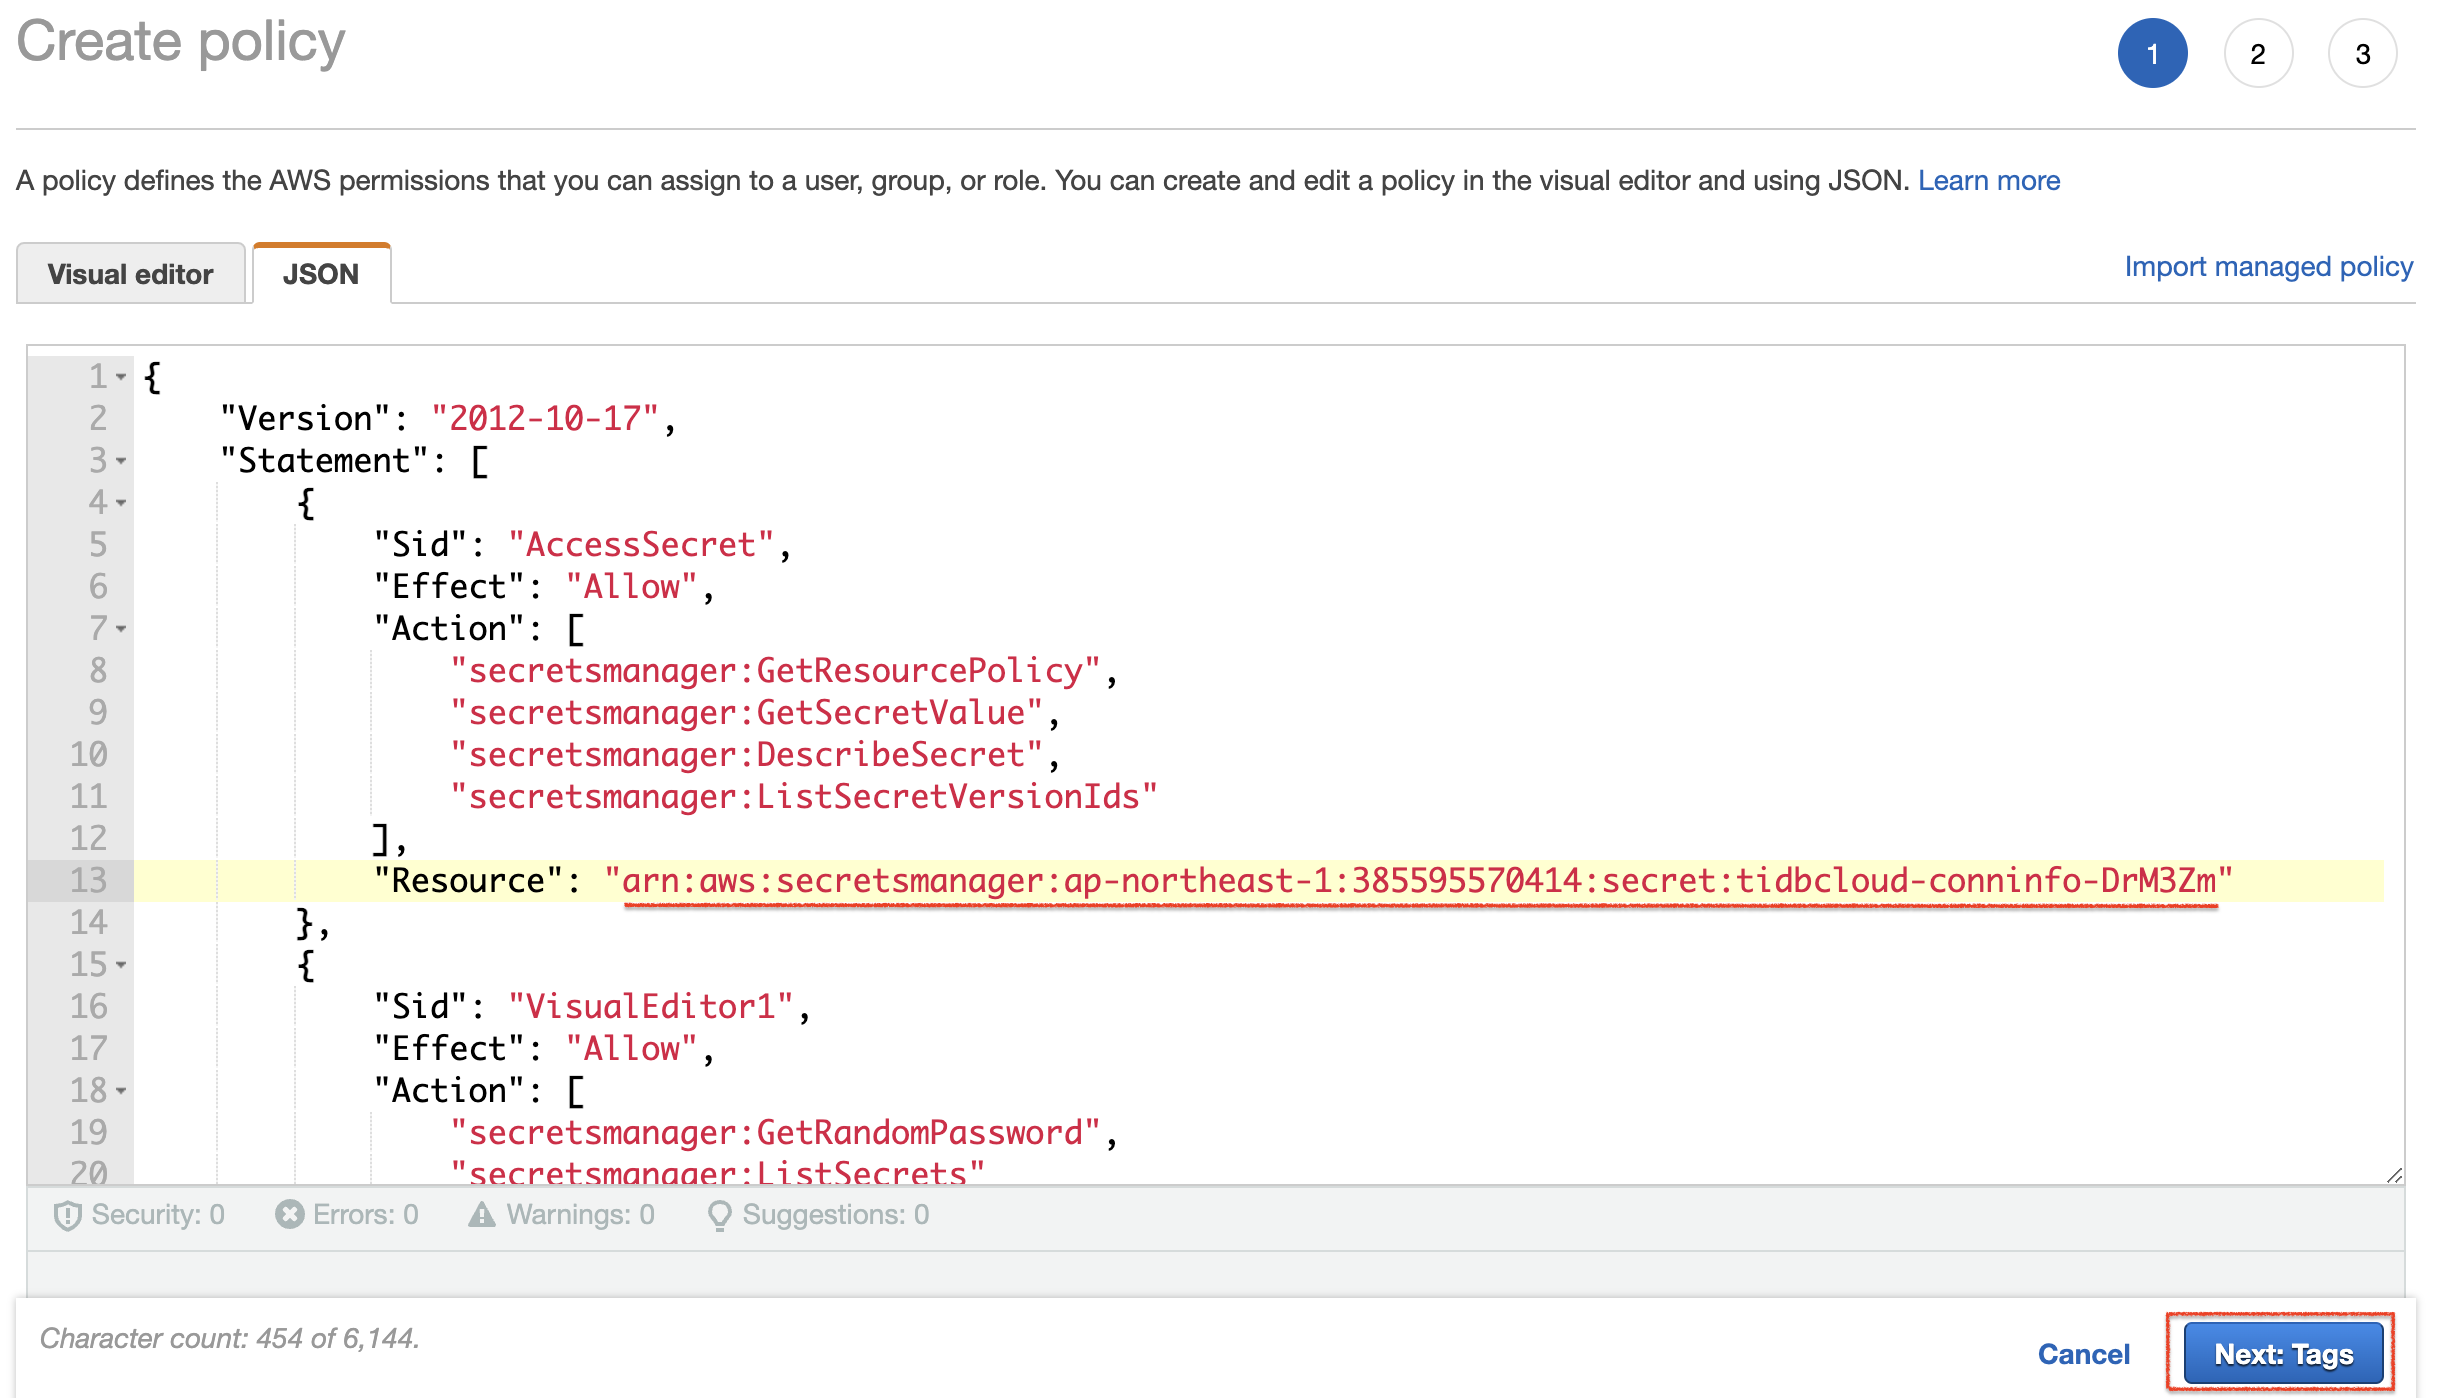 Create policy
1 2 3
A policy defines the AWS permissions that you can assign to a user, group, or role. You can create and edit a policy in the visual editor and using JSON. Learn more
Visual editor JSON Import managed policy
1 {
2 "Version": "2012-10-17",
3 "Statement": [
4 {
5 "Sid": "AccessSecret",
6 "Effect": "Allow",
7 "Action": [
8 "secretsmanager:GetResourcePolicy",
9 "secretsmanager:GetSecretValue",
10 "secretsmanager:DescribeSecret",
11 "secretsmanager:ListSecretVersionIds"
12 ],
13 "Resource": "arn:aws:secretsmanager:ap-northeast-1:385595570414:secret:tidbcloud-conninfo-DrM3Zm"
14 },
15 {
16 "Sid": "VisualEditor1",
17 "Effect": "Allow",
18 "Action": [
19 "secretsmanager:GetRandomPassword",
20 "secretsmanager:ListSecrets"
Security: 0 Errors: 0 Warnings: 0 Suggestions: 0
Character count: 454 of 6,144.
Cancel Next: Tags